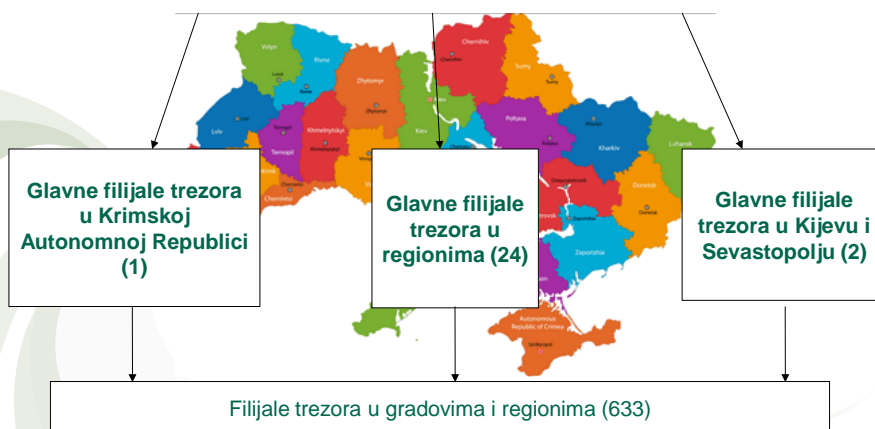 Volyn
Rivne
Zhytomyr
Chernihiv
Sumy
Lviv
Ternopil
Khmelnytskyi
Kiev
Poltava
Kharkiv
Luhansk
Donetsk
Zaporizhia
Autonomous
Republic of Crimea
Glavne filijale trezora
u Krimskoj
Autonomnoj Republici
(1)
Glavne filijale
trezora u
regionima (24)
Glavne filijale
trezora u Kijevu i
Sevastopolju (2)
Filijale trezora u gradovima i regionima (633)